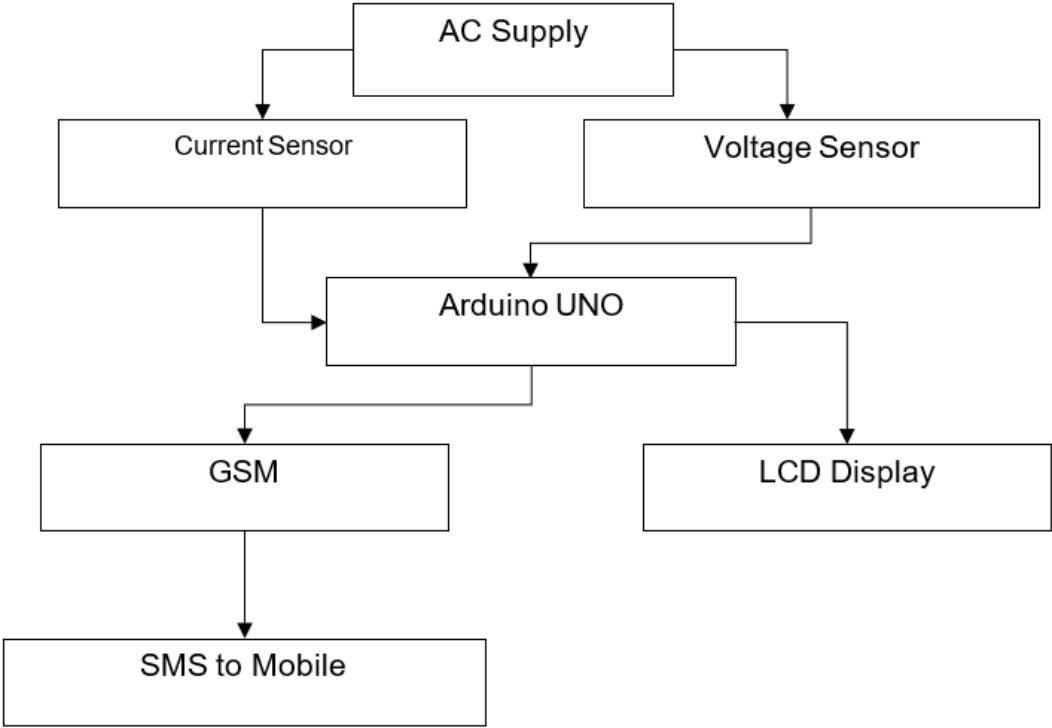 AC Supply
Current Sensor
Voltage Sensor
Arduino UNO
GSM
LCD Display
SMS to Mobile